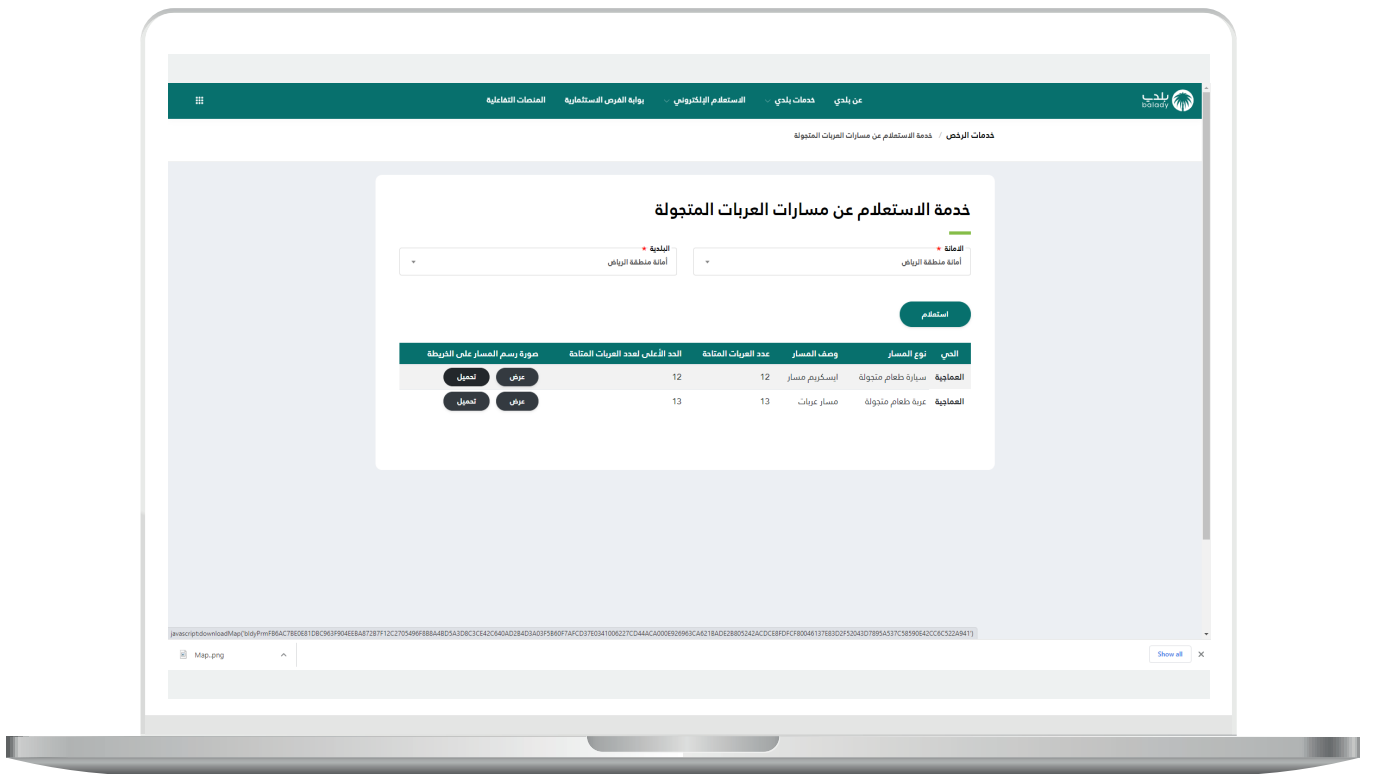 بلدي
balady
عن بلدي خدمات بلدي الاستعلام الإلكتروني بوابة الفرص الاستثمارية المنصات التفاعلية
خدمات الرخص / خدمة الاستعلام عن مسارات العربات المتجولة
خدمة الاستعلام عن مسارات العربات المتجولة
الامانة * البلدية *
أمانة منطقة الرياض أمانة منطقة الرياض
استعلام
الحي نوع المسار وصف المسار عدد العربات المتاحة الحد الأعلى لعدد العربات المتاحة صورة رسم المسار على الخريطة
العماجية سيارة طعام متجولة ايسكريم مسار 12 12 عرض تحميل
العماجية عربة طعام متجولة مسار عربات 13 13 عرض تحميل
Map.png
Show all